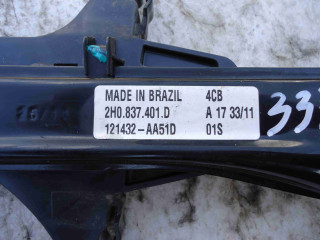 MADE IN BRAZIL 4CB
2H0.837.401.D A 17 33/11
121432-AA51D 01S